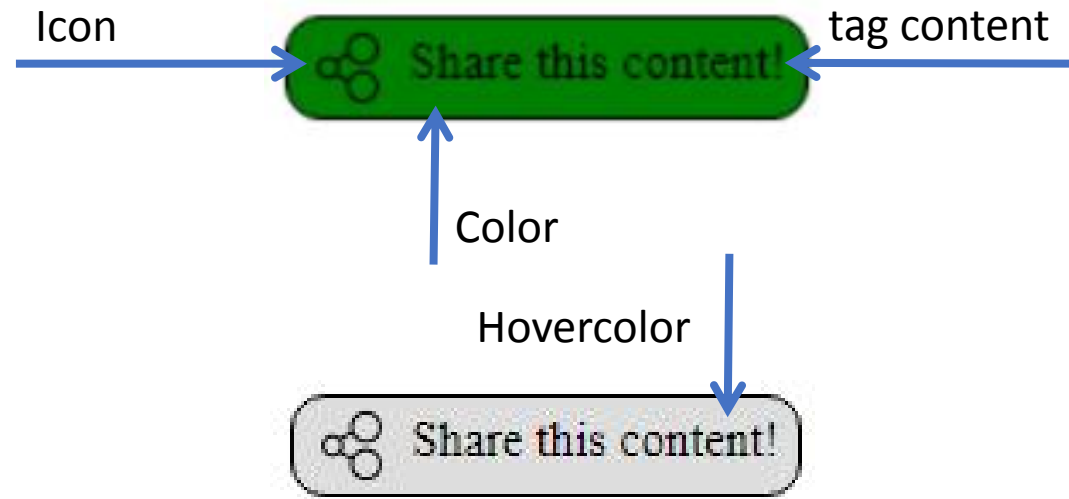 Icon
tag content
Share this content!
Color
Hovercolor
Share this content!